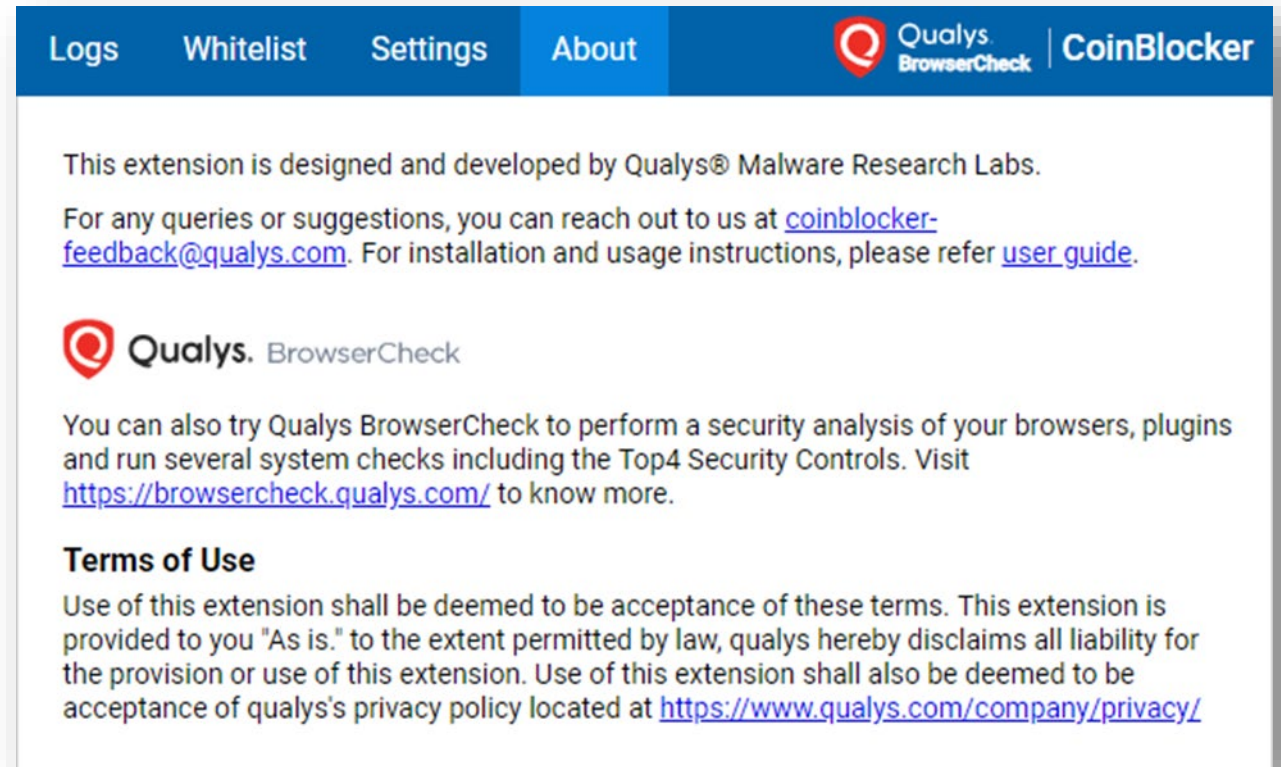 Logs Whitelist Settings About Qualys. BrowserCheck CoinBlocker
This extension is designed and developed by Qualys® Malware Research Labs.
For any queries or suggestions, you can reach out to us at coinblocker-
feedback@qualys.com. For installation and usage instructions, please refer user guide.
Qualys. BrowserCheck
You can also try Qualys BrowserCheck to perform a security analysis of your browsers, plugins
and run several system checks including the Top4 Security Controls. Visit
https://browsercheck.qualys.com/ to know more.
Terms of Use
Use of this extension shall be deemed to be acceptance of these terms. This extension is
provided to you "As is." to the extent permitted by law, qualys hereby disclaims all liability for
the provision or use of this extension. Use of this extension shall also be deemed to be
acceptance of qualys's privacy policy located at https://www.qualys.com/company/privacy/